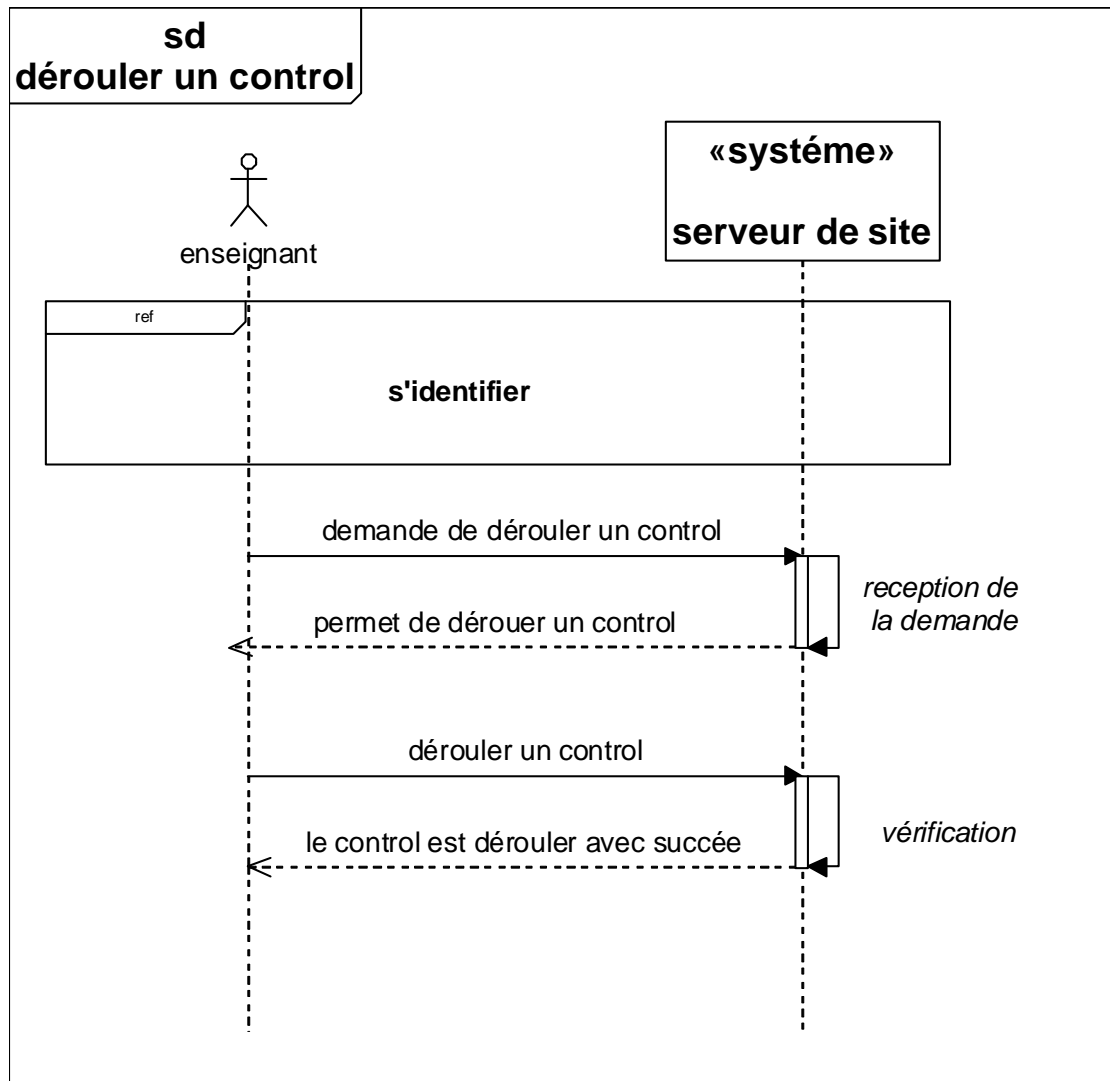 sd
dérouler un control
«systéme»
serveur de site
enseignant
ref
s'identifier
demande de dérouler un control
reception de
la demande
permet de dérouer un control
dérouler un control
vérification
le control est dérouler avec succée